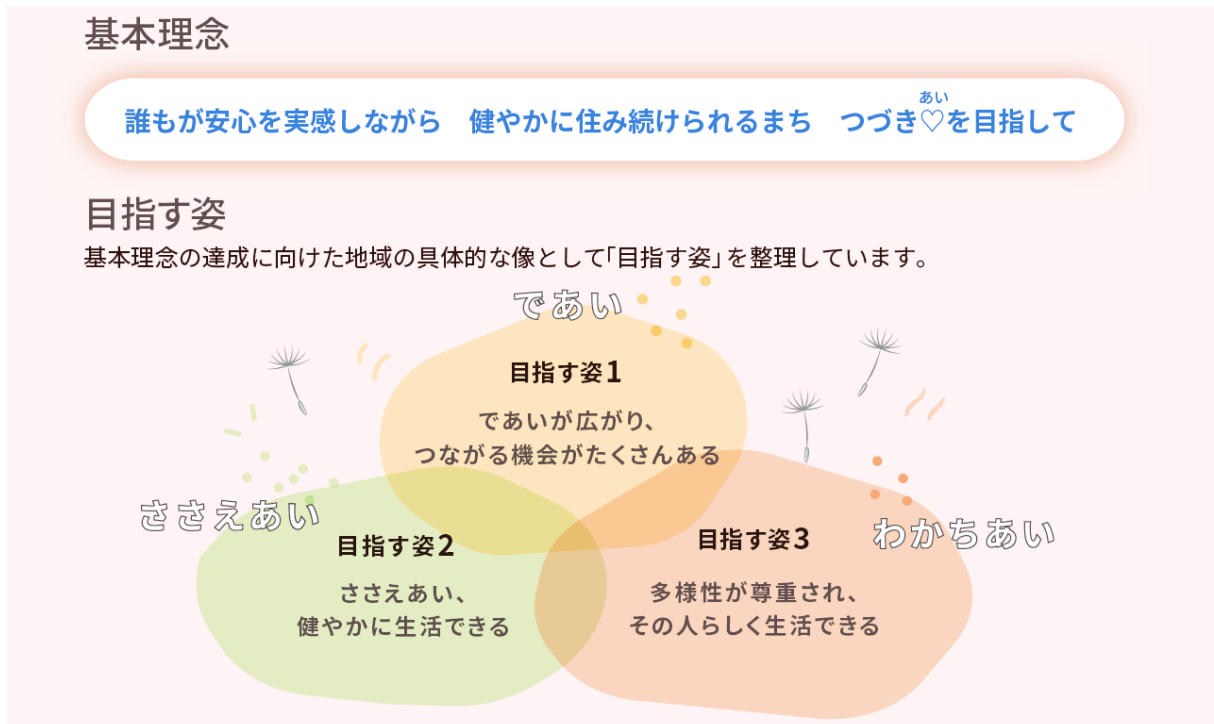 基本理念
あい
誰もが安心を実感しながら　健やかに住み続けられるまち　つづき♡を目指して
目指す姿
基本理念の達成に向けた地域の具体的な像として「目指す姿」を整理しています。
であい
目指す姿1
であいが広がり、
つながる機会がたくさんある
ささえあい
目指す姿2
ささえあい、
健やかに生活できる
わかちあい
目指す姿3
多様性が尊重され、
その人らしく生活できる